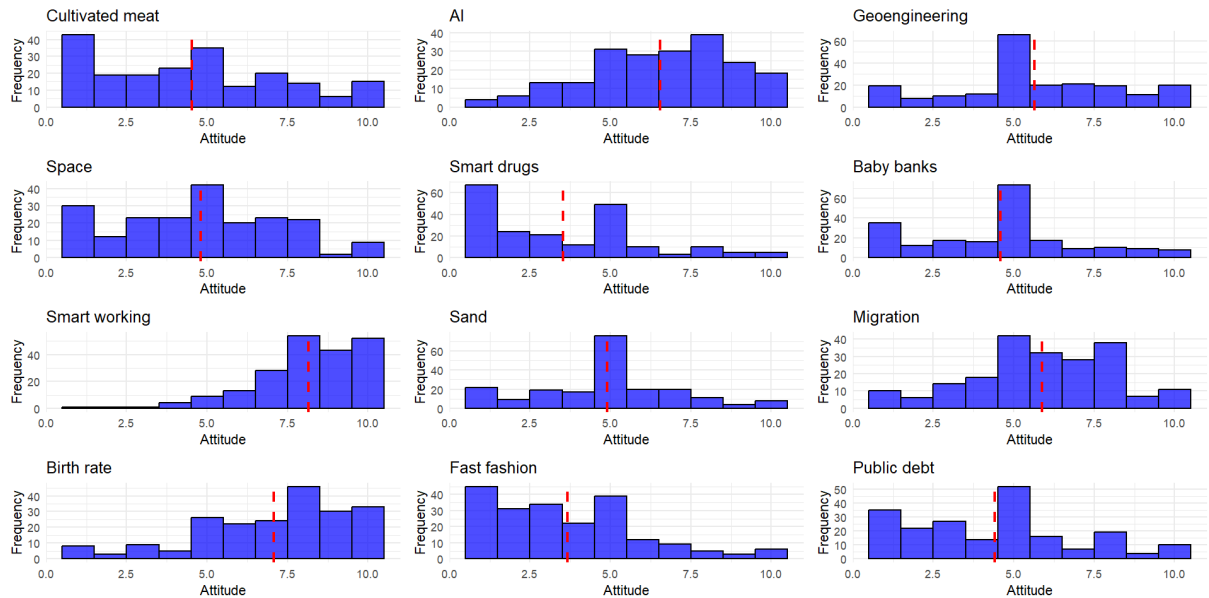 Cultivated meat
Frequency
40
30
20
10
0
0.0 2.5 5.0 7.5 10.0
Attitude
AI
Frequency
40
30
20
10
0
0.0 2.5 5.0 7.5 10.0
Attitude
Geoengineering
Frequency
60
40
20
0
0.0 2.5 5.0 7.5 10.0
Attitude
Space
Frequency
40
30
20
10
0
0.0 2.5 5.0 7.5 10.0
Attitude
Smart drugs
Frequency
60
40
20
0
0.0 2.5 5.0 7.5 10.0
Attitude
Baby banks
Frequency
60
40
20
0
0.0 2.5 5.0 7.5 10.0
Attitude
Smart working
Frequency
40
20
0
0.0 2.5 5.0 7.5 10.0
Attitude
Sand
Frequency
60
40
20
0
0.0 2.5 5.0 7.5 10.0
Attitude
Migration
Frequency
40
30
20
10
0
0.0 2.5 5.0 7.5 10.0
Attitude
Birth rate
Frequency
40
30
20
10
0
0.0 2.5 5.0 7.5 10.0
Attitude
Fast fashion
Frequency
40
30
20
10
0
0.0 2.5 5.0 7.5 10.0
Attitude
Public debt
Frequency
50
40
30
20
10
0
0.0 2.5 5.0 7.5 10.0
Attitude